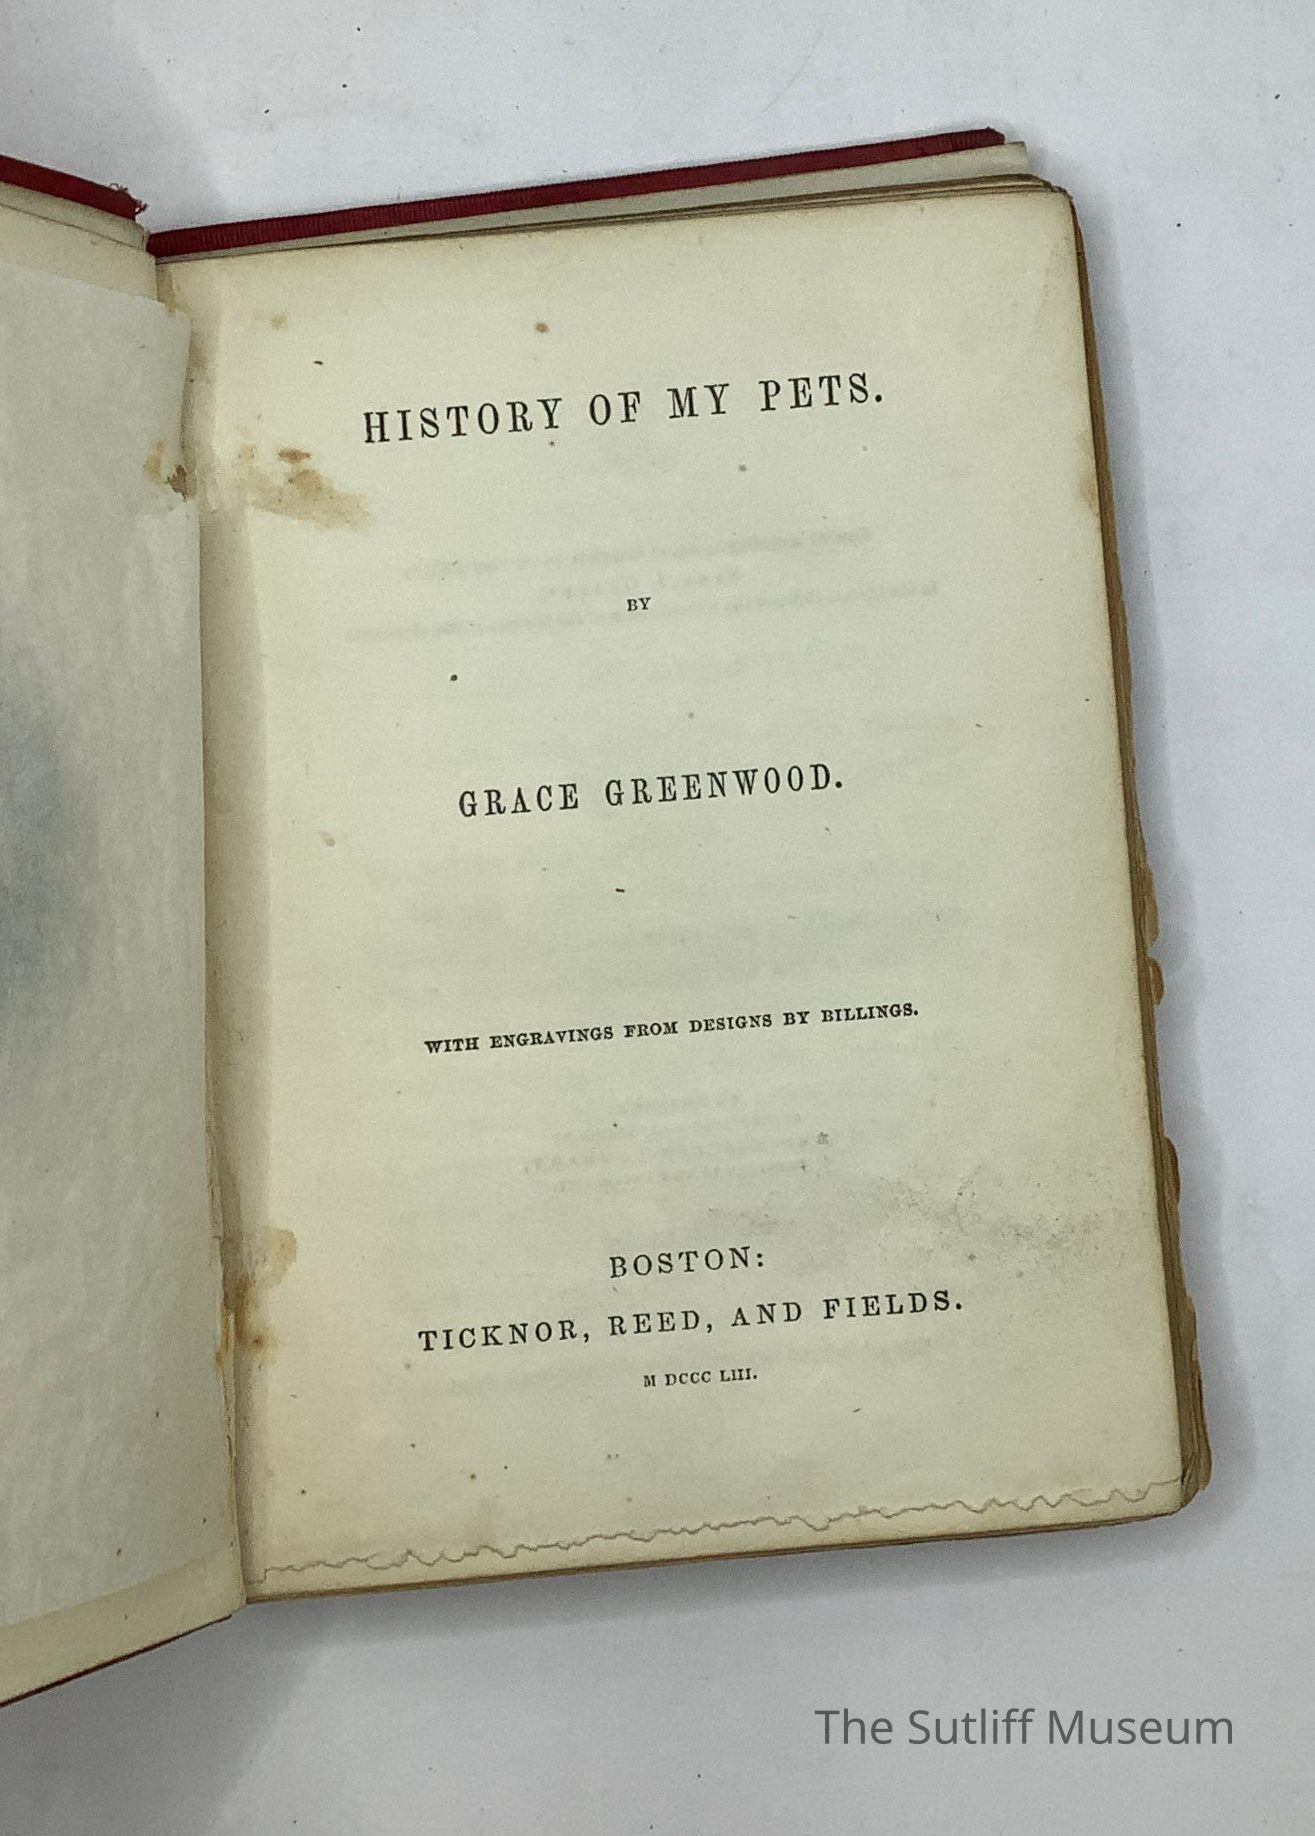 HISTORY OF MY PETS.
BY
GRACE GREENWOOD.
WITH ENGRAVINGS FROM DESIGNS BY BILLINGS.
BOSTON:
TICKNOR, REED, AND FIELDS.
M DCCC LIII.
The Sutliff Museum